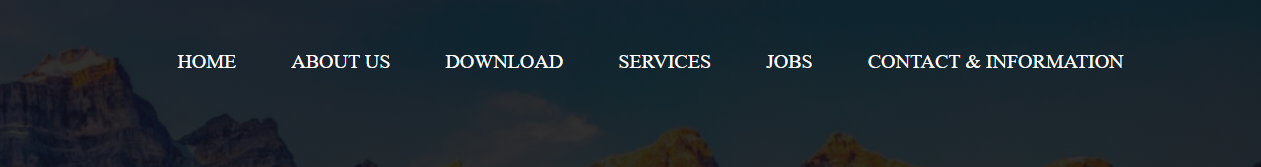 HOME ABOUT US DOWNLOAD SERVICES JOBS CONTACT & INFORMATION